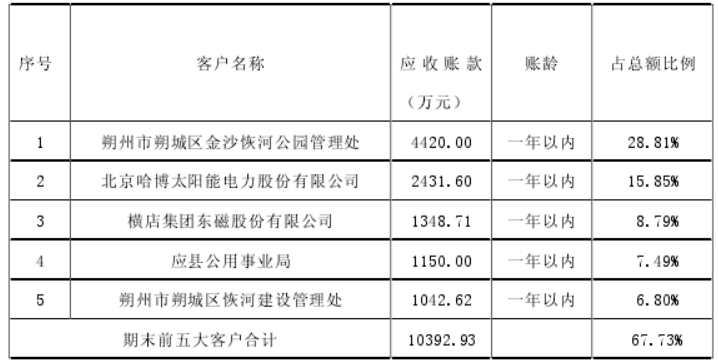 序号 客户名称 应收账款（万元） 账龄 占总额比例
1 朔州市朔城区金沙恢河公园管理处 4420.00 一年以内 28.81%
2 北京哈博太阳能电力股份有限公司 2431.60 一年以内 15.85%
3 横店集团东磁股份有限公司 1348.71 一年以内 8.79%
4 应县公用事业局 1150.00 一年以内 7.49%
5 朔州市朔城区恢河建设管理处 1042.62 一年以内 6.80%
期末前五大客户合计 10392.93 67.73%